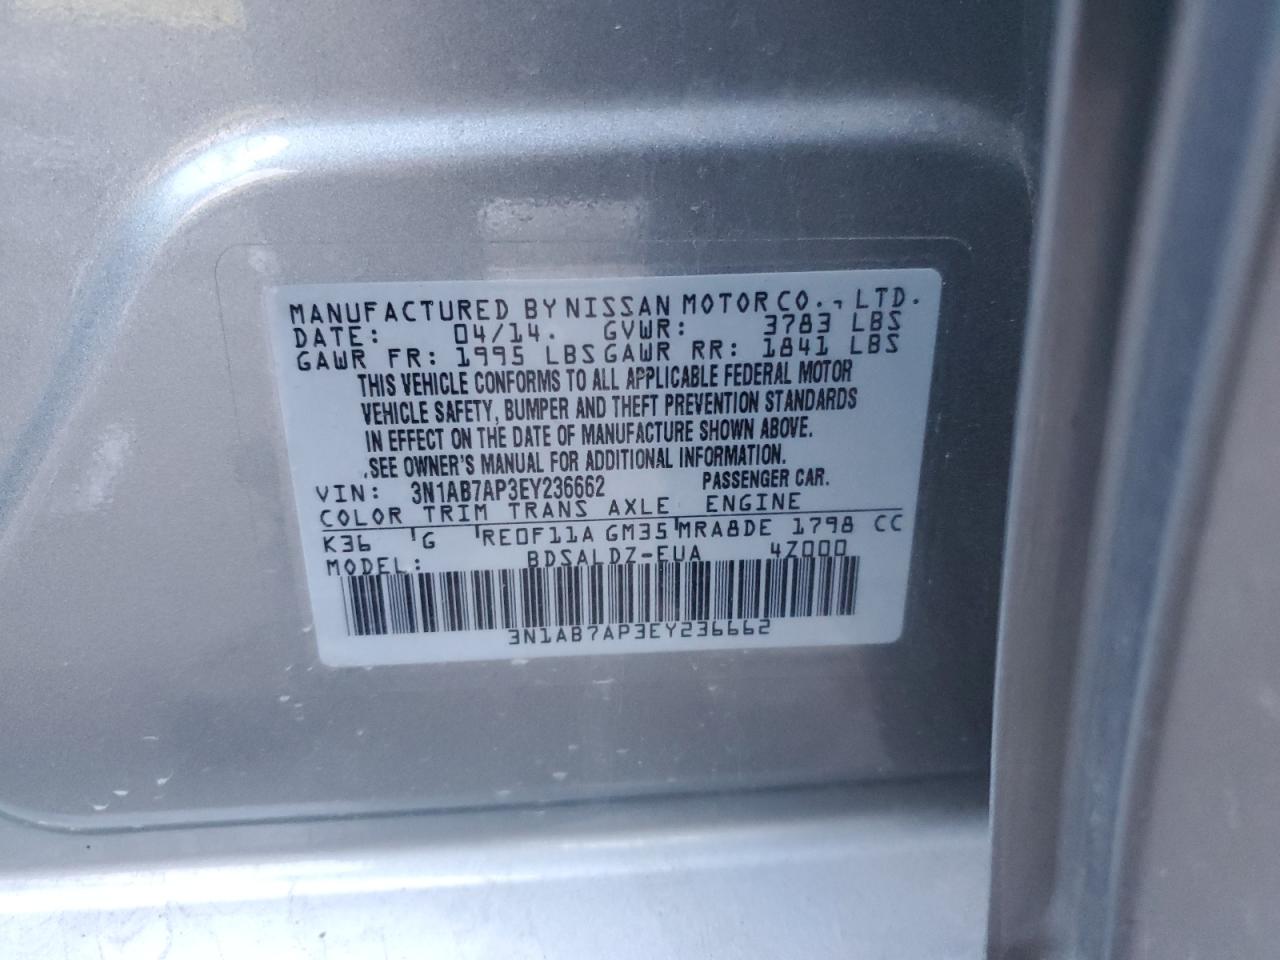 MANUFACTURED BY NISSAN MOTOR CO., LTD.
DATE: 04/14. GVWR: 3783 LBS
GAWR FR: 1995 LBS GAWR RR: 1841 LBS
THIS VEHICLE CONFORMS TO ALL APPLICABLE FEDERAL MOTOR
VEHICLE SAFETY, BUMPER AND THEFT PREVENTION STANDARDS
IN EFFECT ON THE DATE OF MANUFACTURE SHOWN ABOVE.
SEE OWNER'S MANUAL FOR ADDITIONAL INFORMATION.
VIN: 3N1AB7AP3EY236662 PASSENGER CAR.
COLOR TRIM TRANS AXLE ENGINE
K36 G RE0F11A GM35 MRA8DE 1798 CC
MODEL: BDSALDZ-EUA 4Z000
3N1AB7AP3EY236662